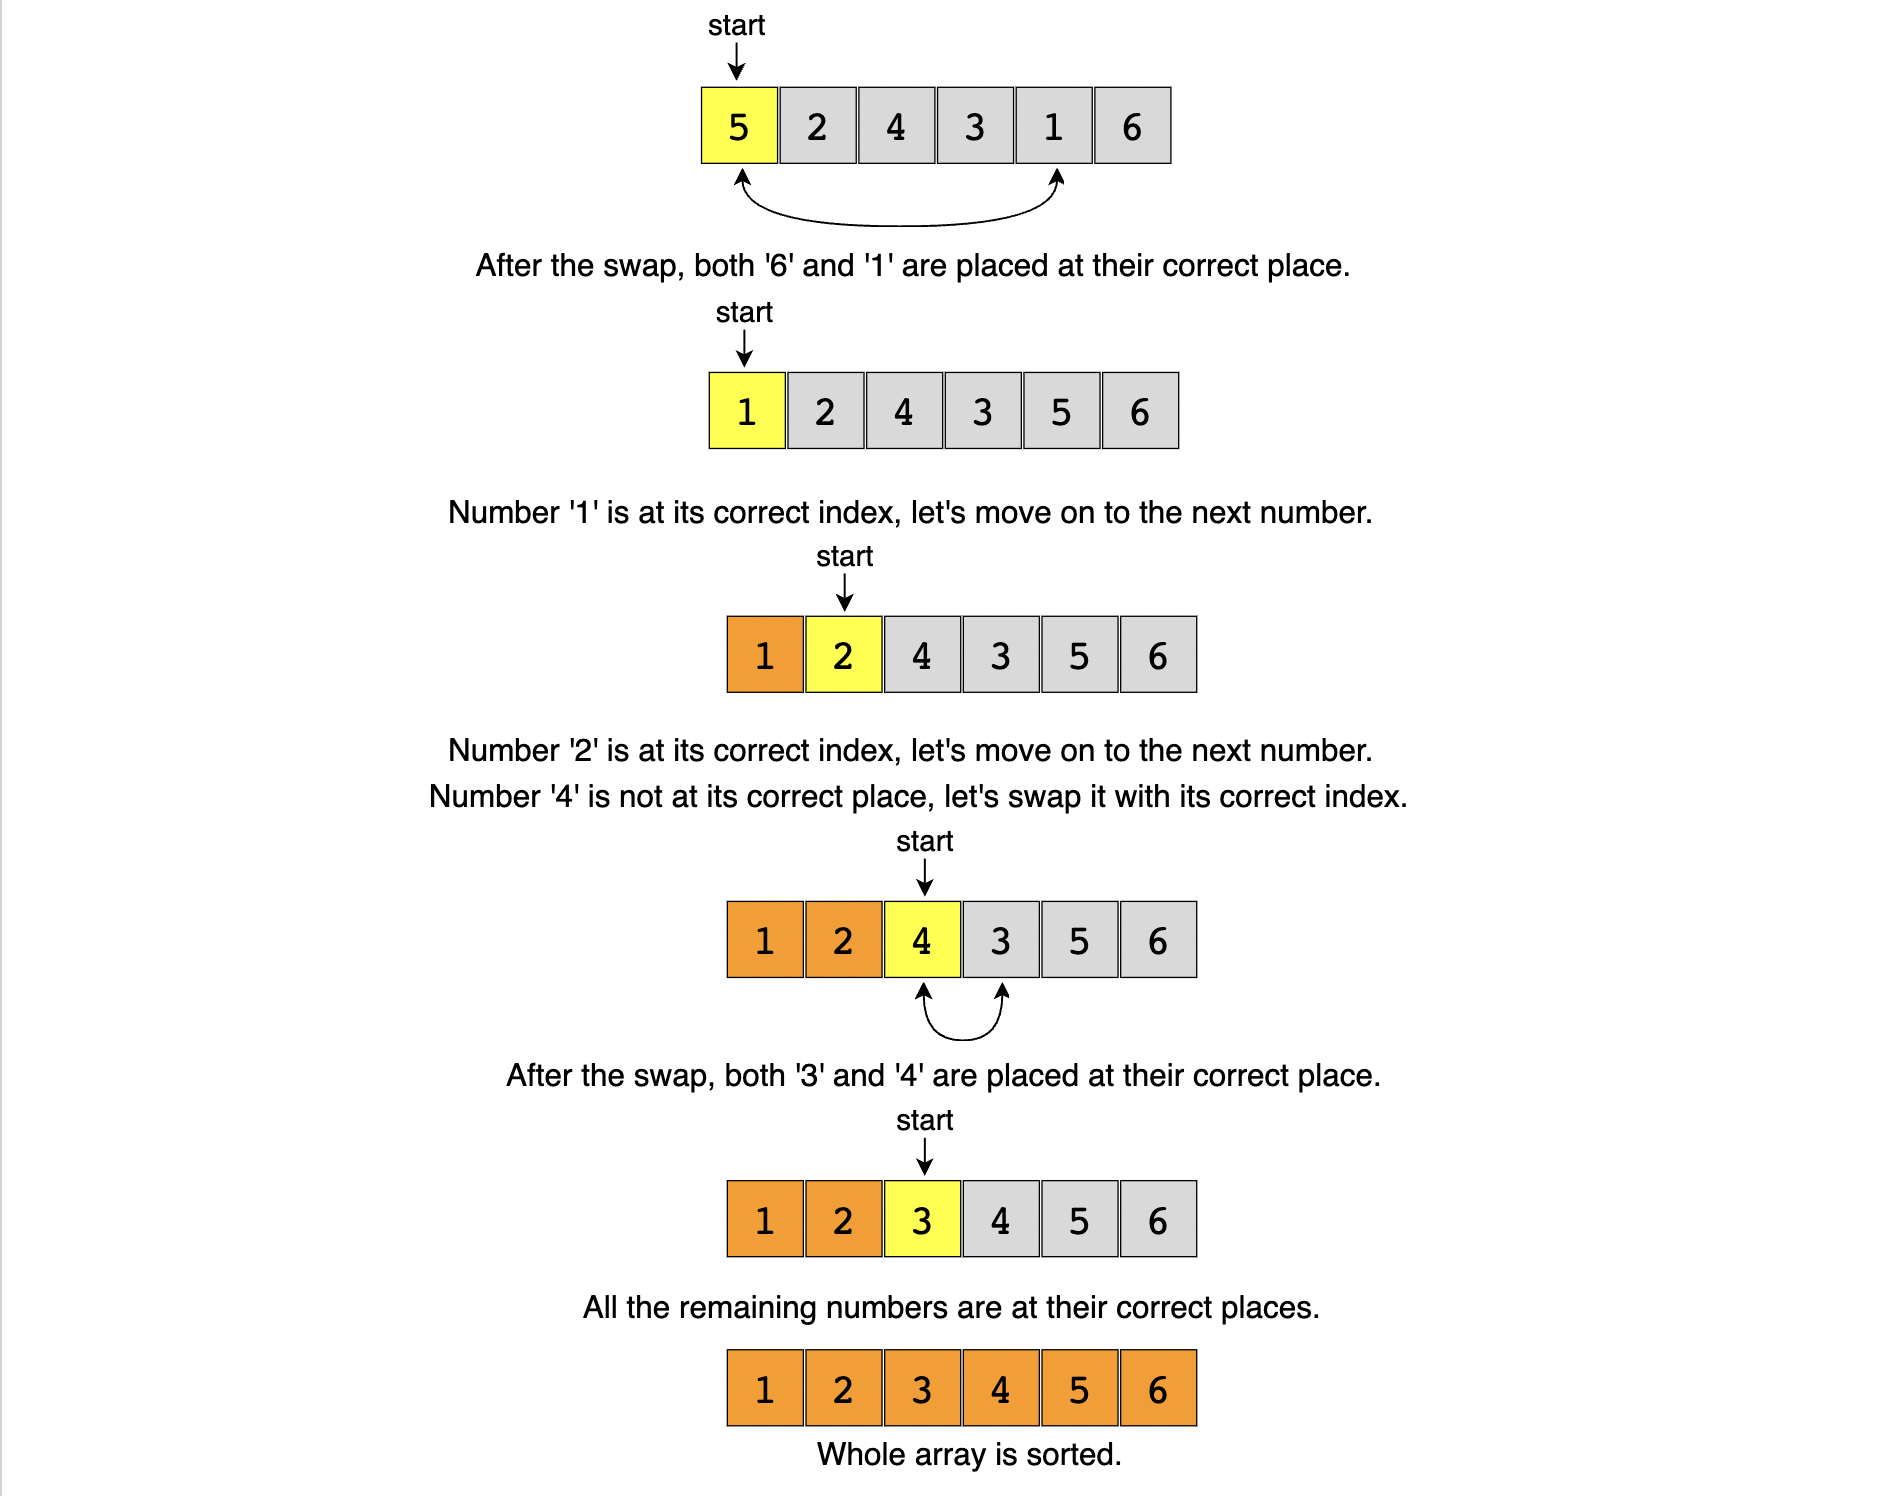 start
5 2 4 3 1 6
After the swap, both '6' and '1' are placed at their correct place.
start
1 2 4 3 5 6
Number '1' is at its correct index, let's move on to the next number.
start
1 2 4 3 5 6
Number '2' is at its correct index, let's move on to the next number.
Number '4' is not at its correct place, let's swap it with its correct index.
start
1 2 4 3 5 6
After the swap, both '3' and '4' are placed at their correct place.
start
1 2 3 4 5 6
All the remaining numbers are at their correct places.
1 2 3 4 5 6
Whole array is sorted.